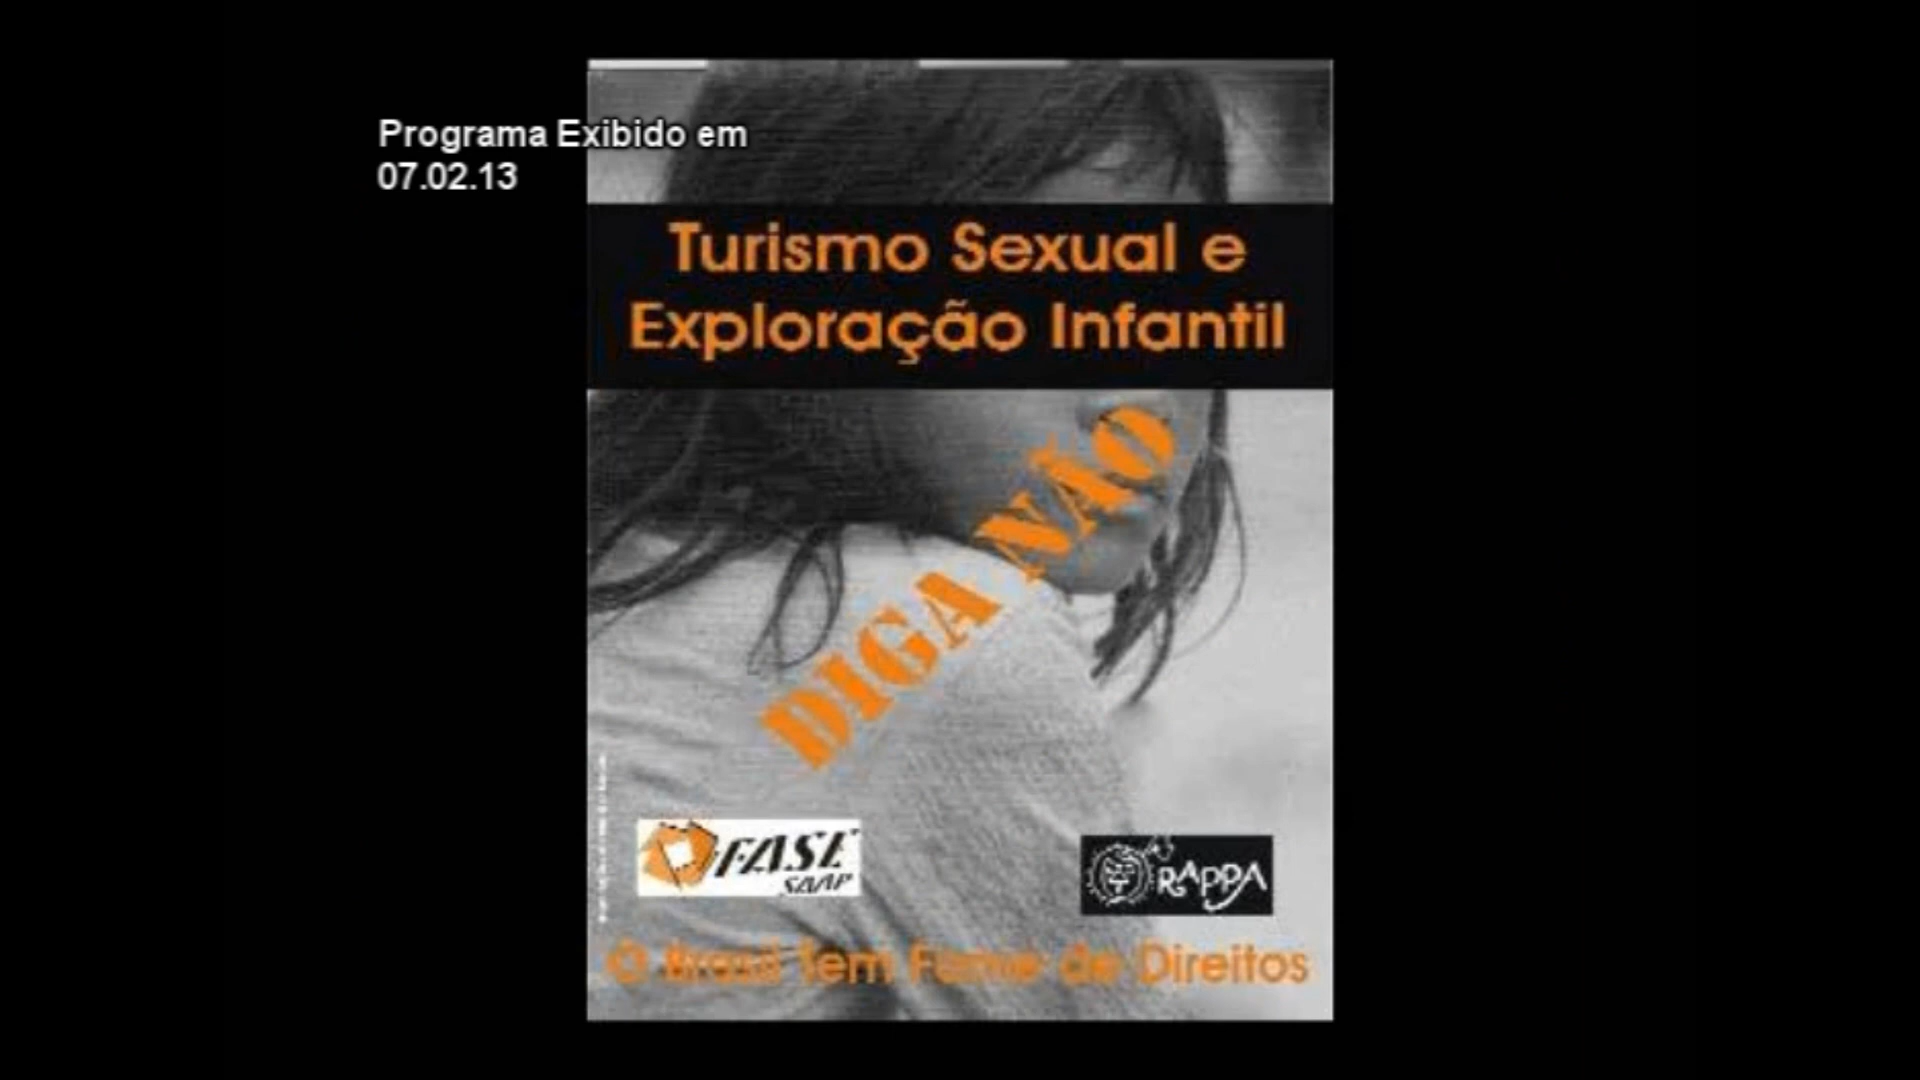 Programa Exibido em
07.02.13
Turismo Sexual e
Exploração Infantil
DIGA NÃO
FASE
SAAP
RAPPA
O Brasil Tem Fome de Direitos